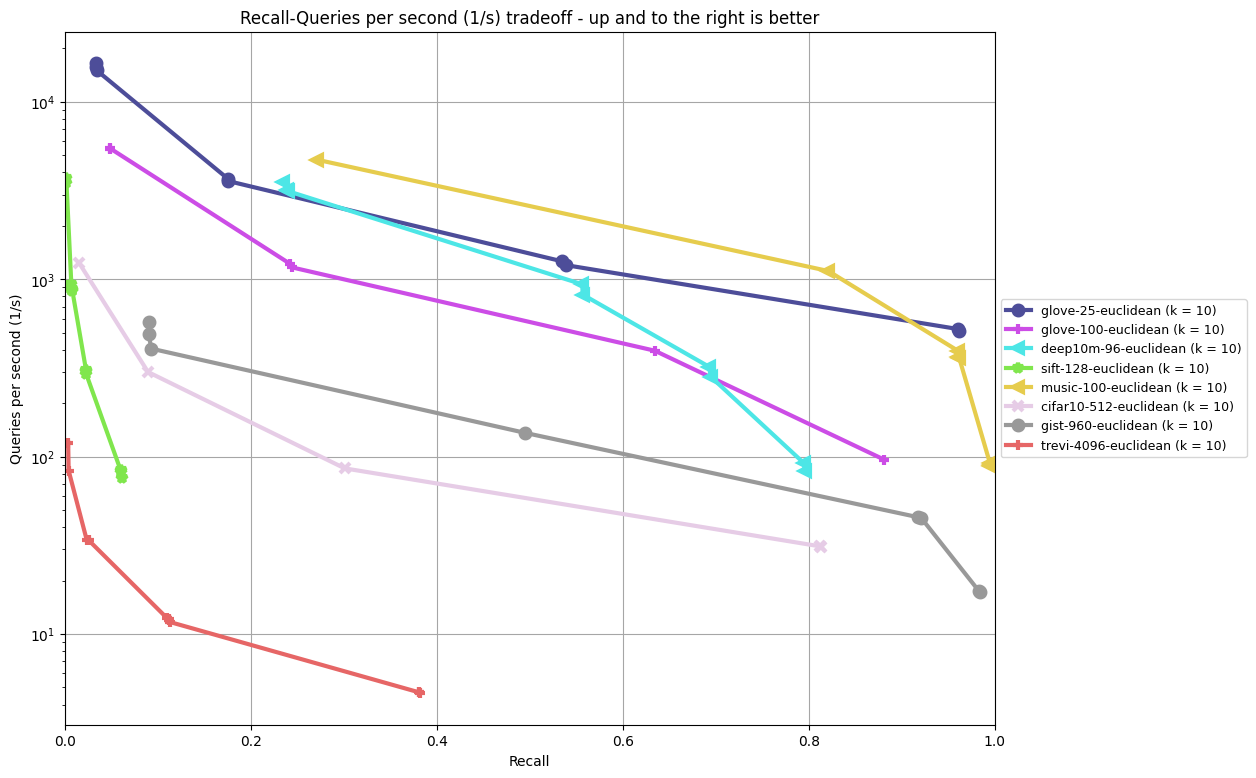 Recall-Queries per second (1/s) tradeoff - up and to the right is better
Queries per second (1/s)
10^4
10^3
10^2
10^1
0.0 0.2 0.4 0.6 0.8 1.0
Recall
glove-25-euclidean (k = 10)
glove-100-euclidean (k = 10)
deep10m-96-euclidean (k = 10)
sift-128-euclidean (k = 10)
music-100-euclidean (k = 10)
cifar10-512-euclidean (k = 10)
gist-960-euclidean (k = 10)
trevi-4096-euclidean (k = 10)